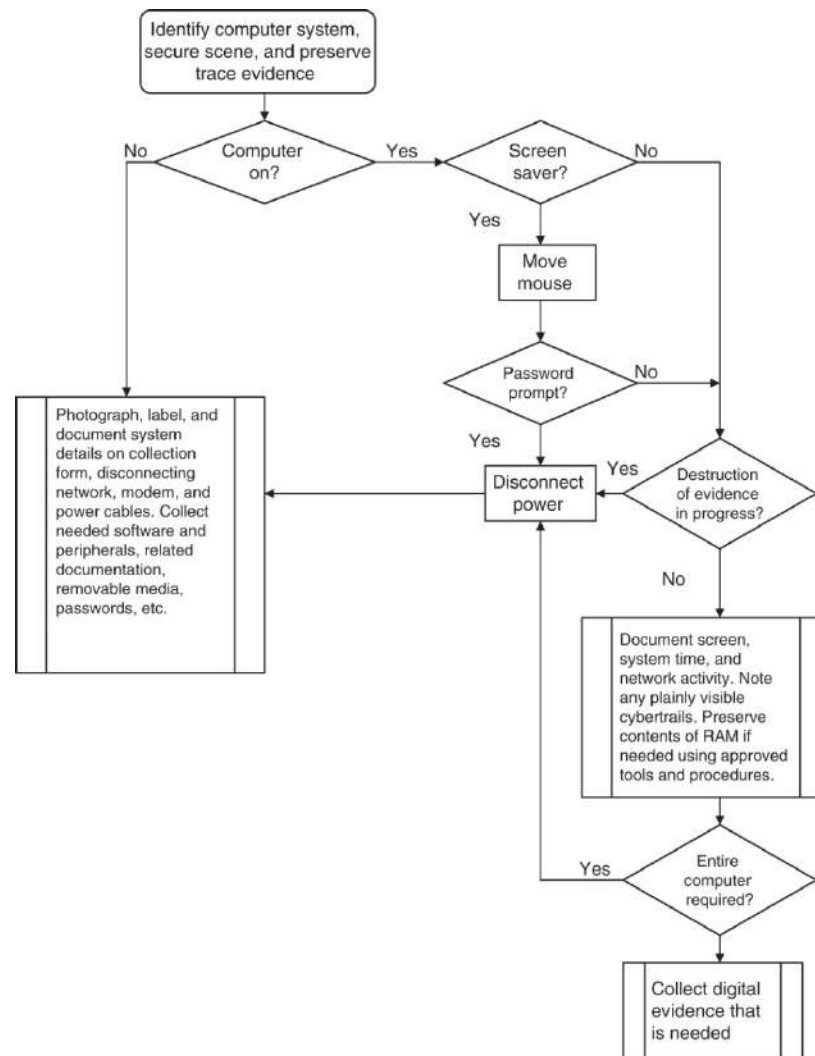 Identify computer system,
secure scene, and preserve
trace evidence
No
Computer
on?
Yes
Screen
saver?
No
Yes
Move
mouse
Password
prompt?
No
Yes
Photograph, label, and
document system
details on collection
form, disconnecting
network, modem, and
power cables. Collect
needed software and
peripherals, related
documentation,
removable media,
passwords, etc.
Disconnect
power
Yes
Destruction
of evidence
in progress?
No
Document screen,
system time, and
network activity. Note
any plainly visible
cybertrails. Preserve
contents of RAM if
needed using approved
tools and procedures.
Yes
Entire
computer
required?
Collect digital
evidence that
is needed